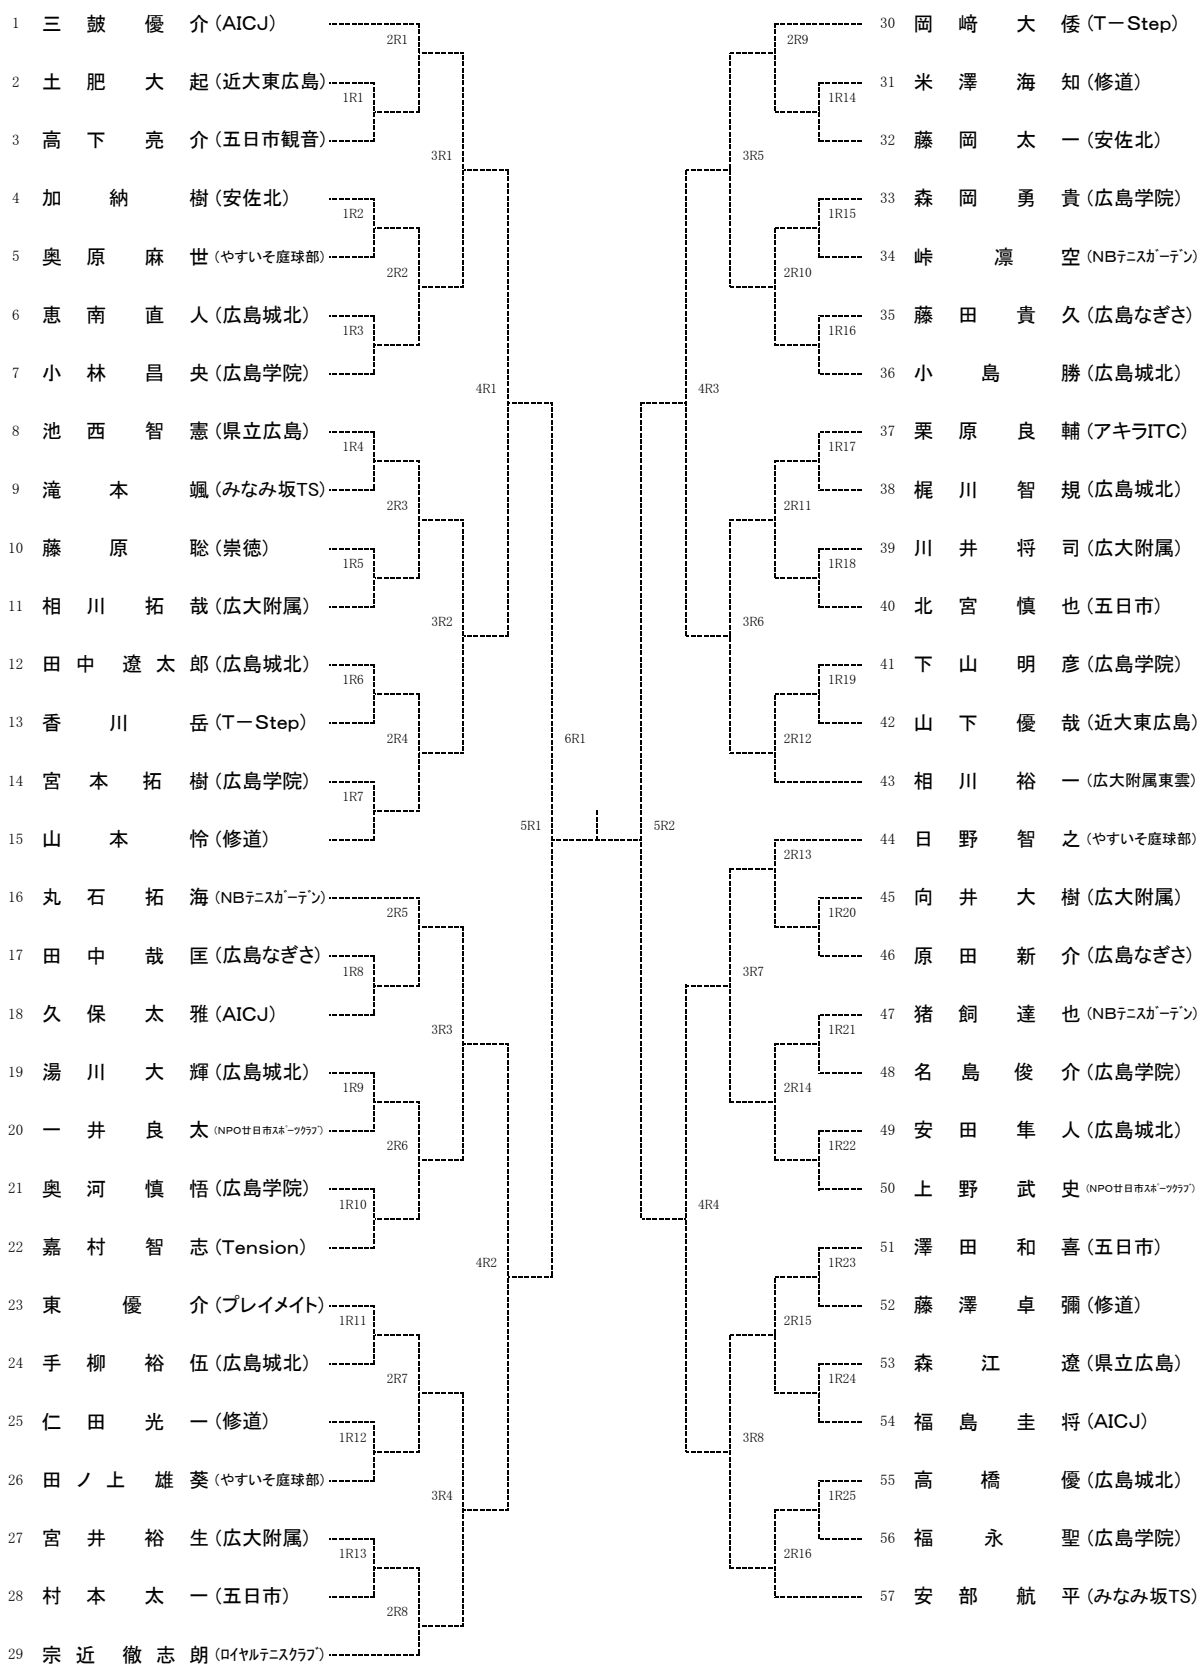 1 三 鼓 優 介 (AICJ)
2 土 肥 大 起 (近大東広島)
3 高 下 亮 介 (五日市観音)
4 加 納 樹 (安佐北)
5 奥 原 麻 世 (やすいそ庭球部)
6 恵 南 直 人 (広島城北)
7 小 林 昌 央 (広島学院)
8 池 西 智 憲 (県立広島)
9 滝 本 颯 (みなみ坂TS)
10 藤 原 聡 (崇徳)
11 相 川 拓 哉 (広大附属)
12 田 中 遼 太 郎 (広島城北)
13 香 川 岳 (T－Step)
14 宮 本 拓 樹 (広島学院)
15 山 本 怜 (修道)
16 丸 石 拓 海 (NBﾃﾆｽｶﾞｰﾃﾞﾝ)
17 田 中 哉 匡 (広島なぎさ)
18 久 保 太 雅 (AICJ)
19 湯 川 大 輝 (広島城北)
20 一 井 良 太 (NPO廿日市ｽﾎﾟｰﾂｸﾗﾌﾞ)
21 奥 河 慎 悟 (広島学院)
22 嘉 村 智 志 (Tension)
23 東 優 介 (プレイメイト)
24 手 柳 裕 伍 (広島城北)
25 仁 田 光 一 (修道)
26 田 ノ 上 雄 葵 (やすいそ庭球部)
27 宮 井 裕 生 (広大附属)
28 村 本 太 一 (五日市)
29 宗 近 徹 志 朗 (ﾛｲﾔﾙﾃﾆｽｸﾗﾌﾞ)
1R1
1R2
1R3
1R4
1R5
1R6
1R7
1R8
1R9
1R10
1R11
1R12
1R13
2R1
2R2
2R3
2R4
2R5
2R6
2R7
2R8
3R1
3R2
3R3
3R4
4R1
4R2
5R1
6R1
5R2
4R3
4R4
3R5
3R6
3R7
3R8
2R9
2R10
2R11
2R12
2R13
2R14
2R15
2R16
1R14
1R15
1R16
1R17
1R18
1R19
1R20
1R21
1R22
1R23
1R24
1R25
30 岡 﨑 大 倭 (T－Step)
31 米 澤 海 知 (修道)
32 藤 岡 太 一 (安佐北)
33 森 岡 勇 貴 (広島学院)
34 峠 凛 空 (NBﾃﾆｽｶﾞｰﾃﾞﾝ)
35 藤 田 貴 久 (広島なぎさ)
36 小 島 勝 (広島城北)
37 栗 原 良 輔 (アキラITC)
38 梶 川 智 規 (広島城北)
39 川 井 将 司 (広大附属)
40 北 宮 慎 也 (五日市)
41 下 山 明 彦 (広島学院)
42 山 下 優 哉 (近大東広島)
43 相 川 裕 一 (広大附属東雲)
44 日 野 智 之 (やすいそ庭球部)
45 向 井 大 樹 (広大附属)
46 原 田 新 介 (広島なぎさ)
47 猪 飼 達 也 (NBﾃﾆｽｶﾞｰﾃﾞﾝ)
48 名 島 俊 介 (広島学院)
49 安 田 隼 人 (広島城北)
50 上 野 武 史 (NPO廿日市ｽﾎﾟｰﾂｸﾗﾌﾞ)
51 澤 田 和 喜 (五日市)
52 藤 澤 卓 彌 (修道)
53 森 江 遼 (県立広島)
54 福 島 圭 将 (AICJ)
55 高 橋 優 (広島城北)
56 福 永 聖 (広島学院)
57 安 部 航 平 (みなみ坂TS)